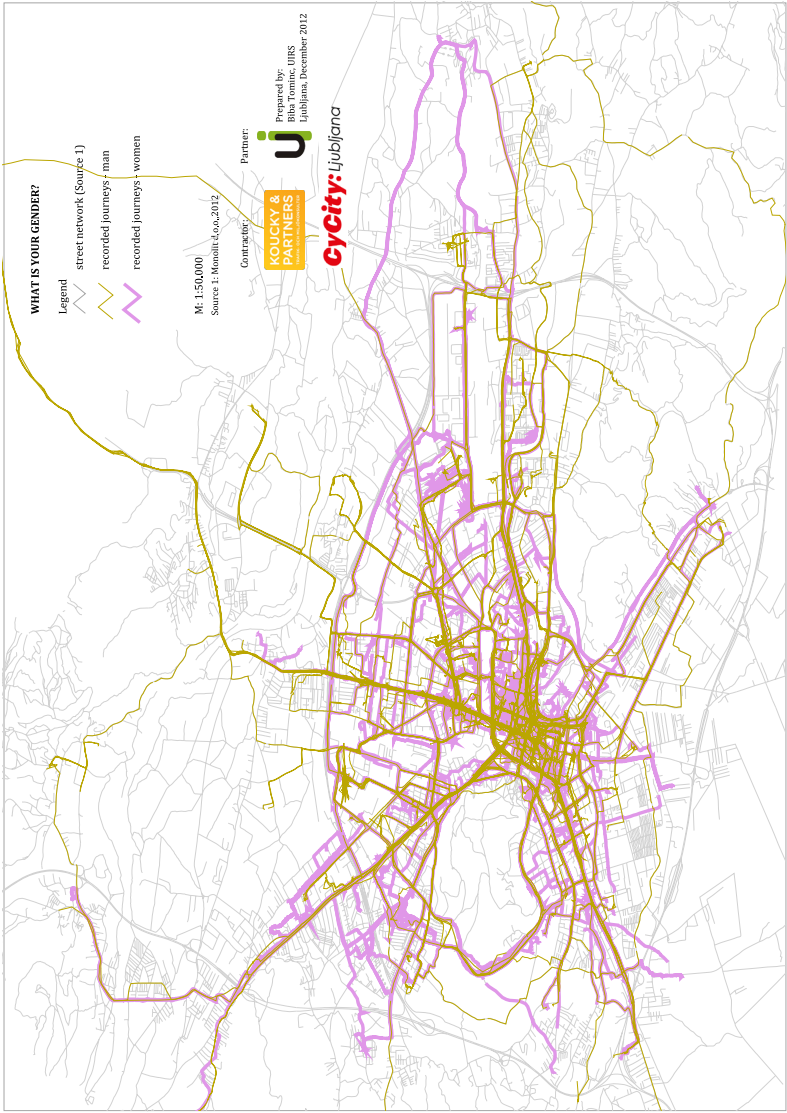 WHAT IS YOUR GENDER?
Legend
street network (Source 1)
recorded journeys - man
recorded journeys - women
M: 1:50.000
Source 1: Monolit d.o.o.,2012
Contractor:
KOUCKY &
PARTNERS
Partner:
Prepared by:
Biba Tominc, UIRS
Ljubljana, December 2012
CyCity: Ljubljana